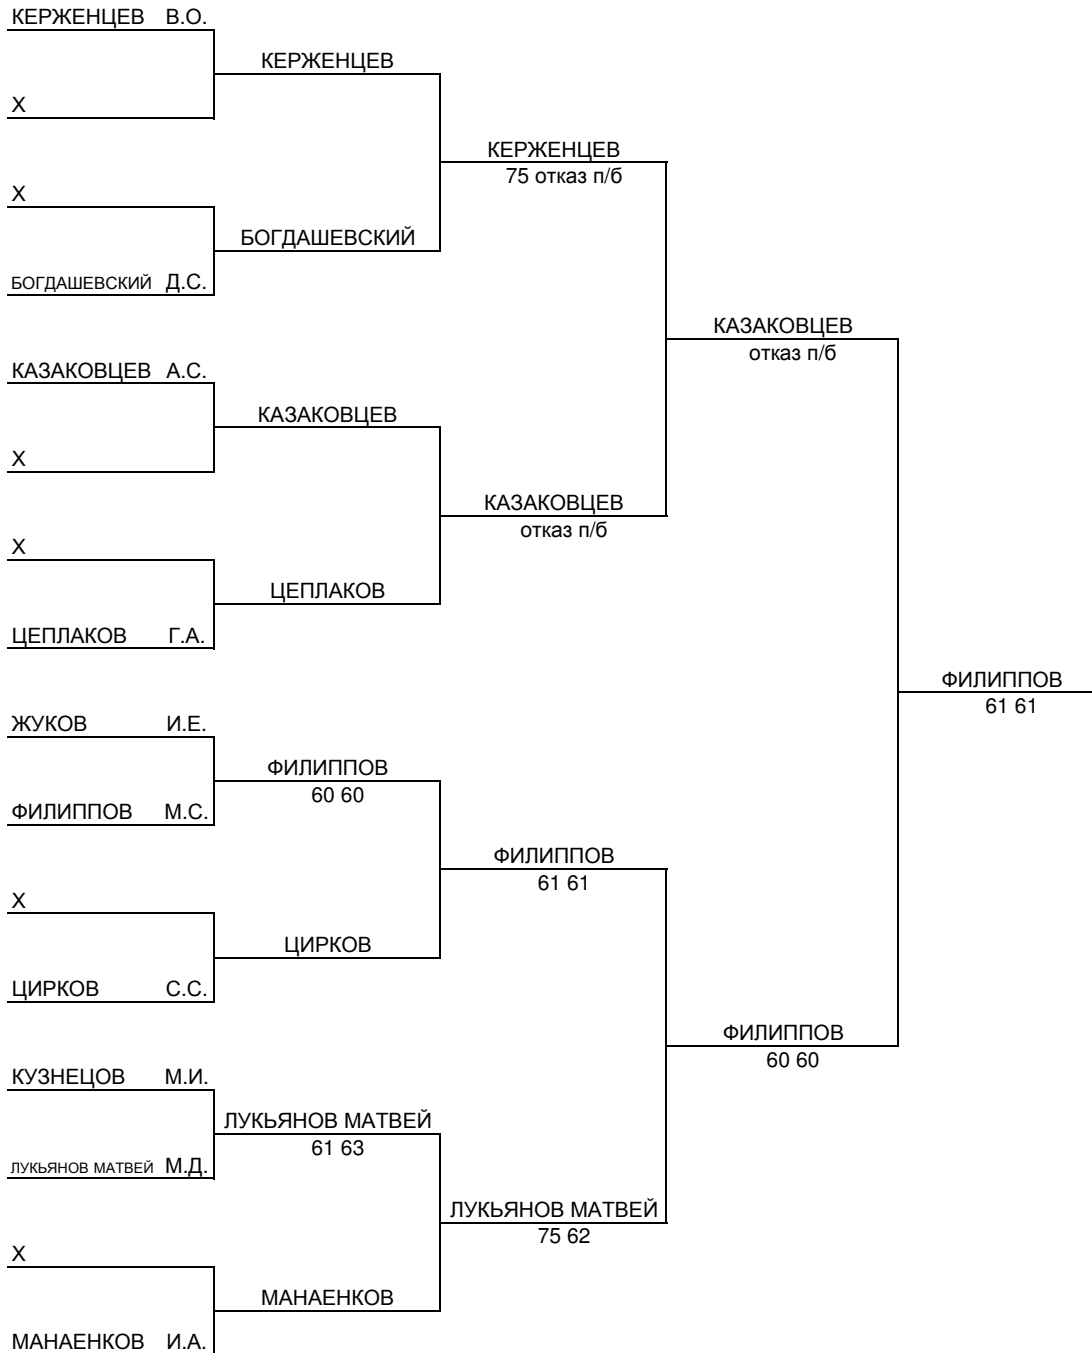 КЕРЖЕНЦЕВ В.О.
КЕРЖЕНЦЕВ
Х
КЕРЖЕНЦЕВ
75 отказ п/б
Х
БОГДАШЕВСКИЙ
БОГДАШЕВСКИЙ Д.С.
КАЗАКОВЦЕВ
отказ п/б
КАЗАКОВЦЕВ А.С.
КАЗАКОВЦЕВ
Х
КАЗАКОВЦЕВ
отказ п/б
Х
ЦЕПЛАКОВ
ЦЕПЛАКОВ Г.А.
ФИЛИППОВ
61 61
ЖУКОВ И.Е.
ФИЛИППОВ
60 60
ФИЛИППОВ М.С.
ФИЛИППОВ
61 61
Х
ЦИРКОВ
ЦИРКОВ С.С.
ФИЛИППОВ
60 60
КУЗНЕЦОВ М.И.
ЛУКЬЯНОВ МАТВЕЙ
61 63
ЛУКЬЯНОВ МАТВЕЙ М.Д.
ЛУКЬЯНОВ МАТВЕЙ
75 62
Х
МАНАЕНКОВ
МАНАЕНКОВ И.А.